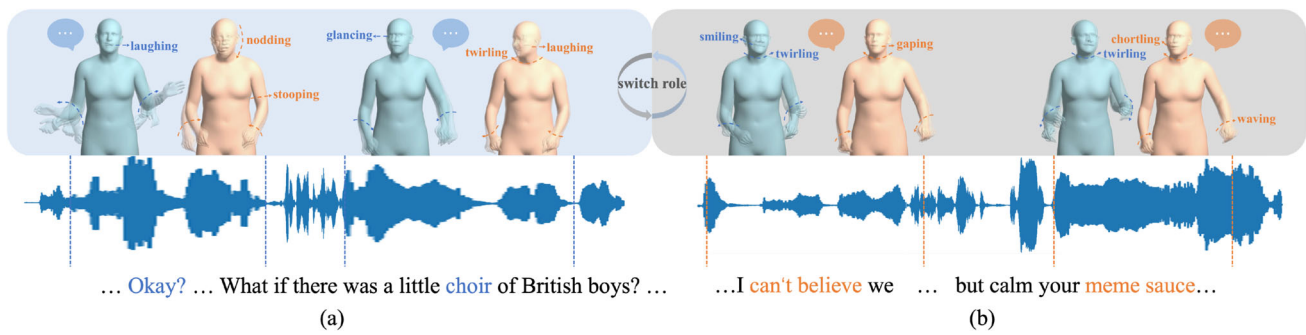 ...
laughing
nodding
stooping
glancing
...
twirling
laughing
switch role
smiling
twirling
...
gaping
chortling
twirling
...
waving
... Okay? ... What if there was a little choir of British boys? ...
...I can't believe we ... but calm your meme sauce...
(a)
(b)